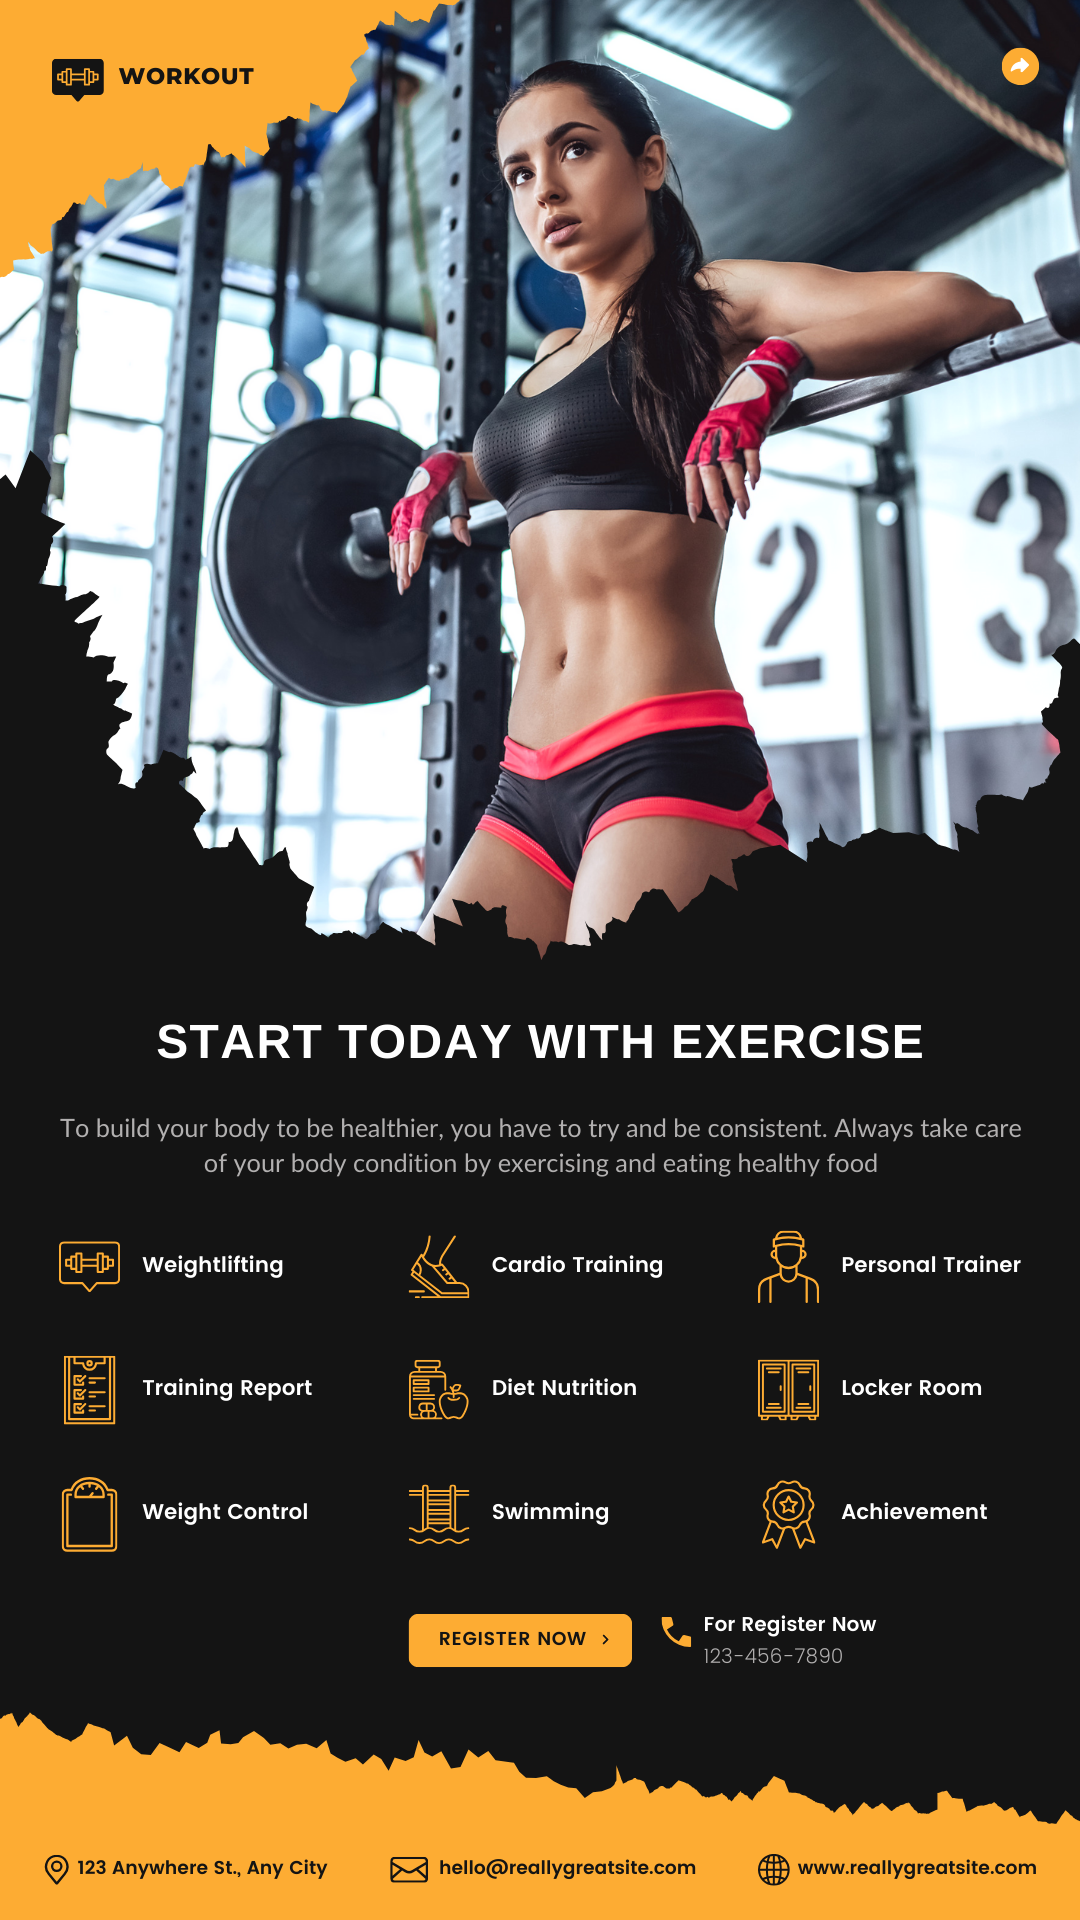 WORKOUT
2
3
START TODAY WITH EXERCISE
To build your body to be healthier, you have to try and be consistent. Always take care
of your body condition by exercising and eating healthy food
Weightlifting
Cardio Training
Personal Trainer
Training Report
Diet Nutrition
Locker Room
Weight Control
Swimming
Achievement
REGISTER NOW
For Register Now
123-456-7890
123 Anywhere St., Any City
hello@reallygreatsite.com
www.reallygreatsite.com